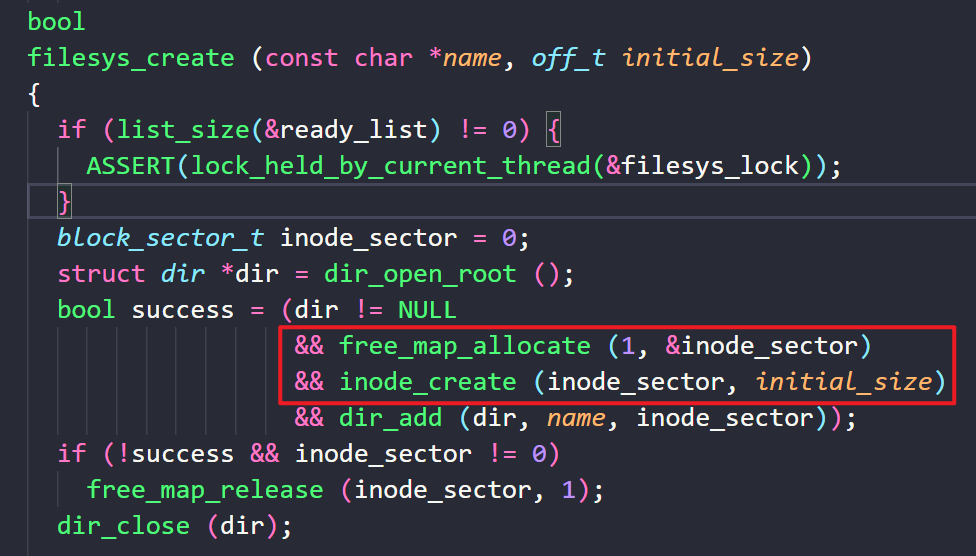 bool
filesys_create (const char *name, off_t initial_size)
{
  if (list_size(&ready_list) != 0) {
    ASSERT(lock_held_by_current_thread(&filesys_lock));
  }
  block_sector_t inode_sector = 0;
  struct dir *dir = dir_open_root ();
  bool success = (dir != NULL
                  && free_map_allocate (1, &inode_sector)
                  && inode_create (inode_sector, initial_size)
                  && dir_add (dir, name, inode_sector));
  if (!success && inode_sector != 0)
    free_map_release (inode_sector, 1);
  dir_close (dir);